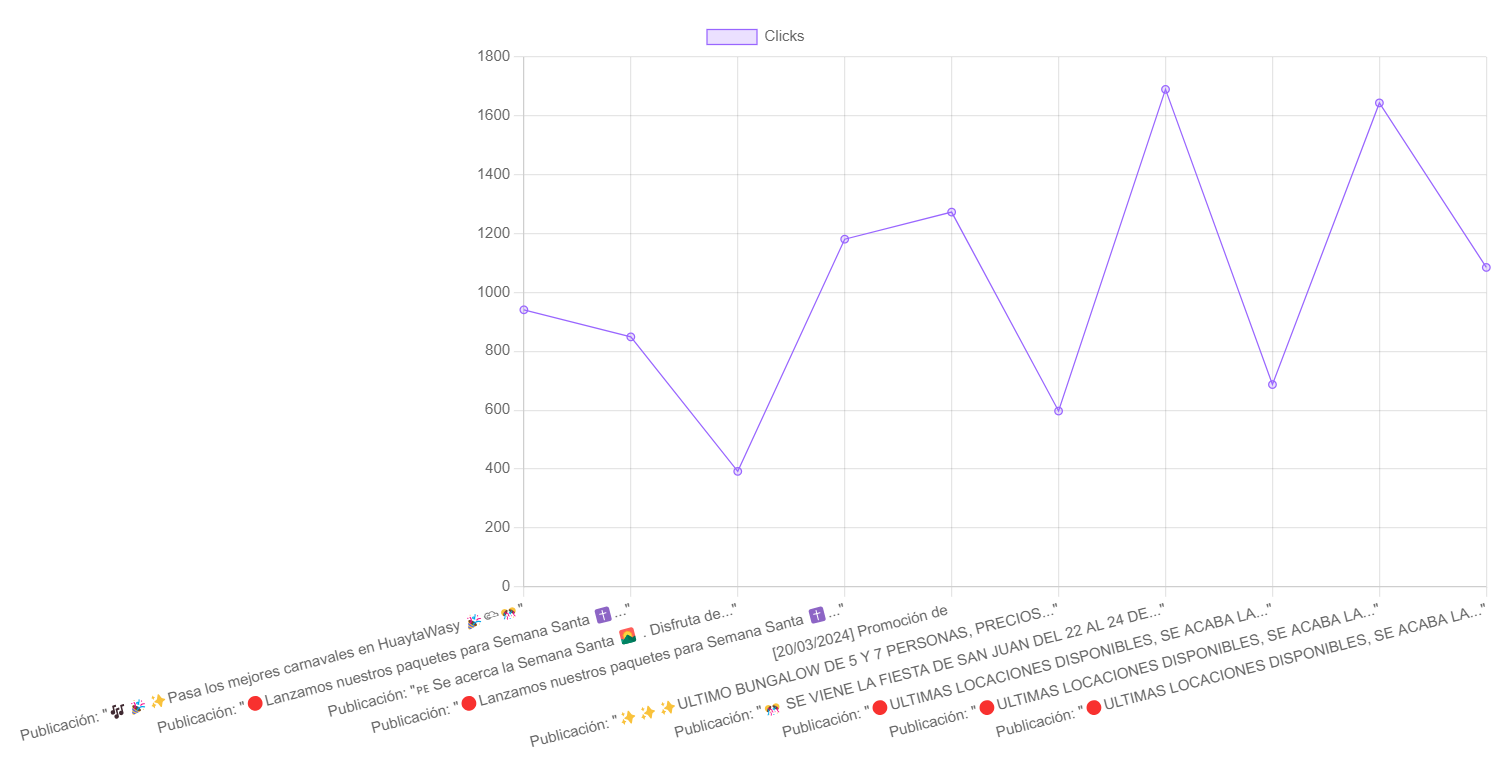 Clicks
1800
1600
1400
1200
1000
800
600
400
200
0
Publicación: "🎶🎉✨Pasa los mejores carnavales en HuaytaWasy 🎉🌥🎊"
Publicación: "🔴Lanzamos nuestros paquetes para Semana Santa ✝️..."
Publicación: "🇵🇪 Se acerca la Semana Santa 🌄 . Disfruta de..."
Publicación: "🔴Lanzamos nuestros paquetes para Semana Santa ✝️..."
[20/03/2024] Promoción de
Publicación: "✨✨✨ULTIMO BUNGALOW DE 5 Y 7 PERSONAS, PRECIOS..."
Publicación: "🎊 SE VIENE LA FIESTA DE SAN JUAN DEL 22 AL 24 DE..."
Publicación: "🔴ULTIMAS LOCACIONES DISPONIBLES, SE ACABA LA..."
Publicación: "🔴ULTIMAS LOCACIONES DISPONIBLES, SE ACABA LA..."
Publicación: "🔴ULTIMAS LOCACIONES DISPONIBLES, SE ACABA LA..."